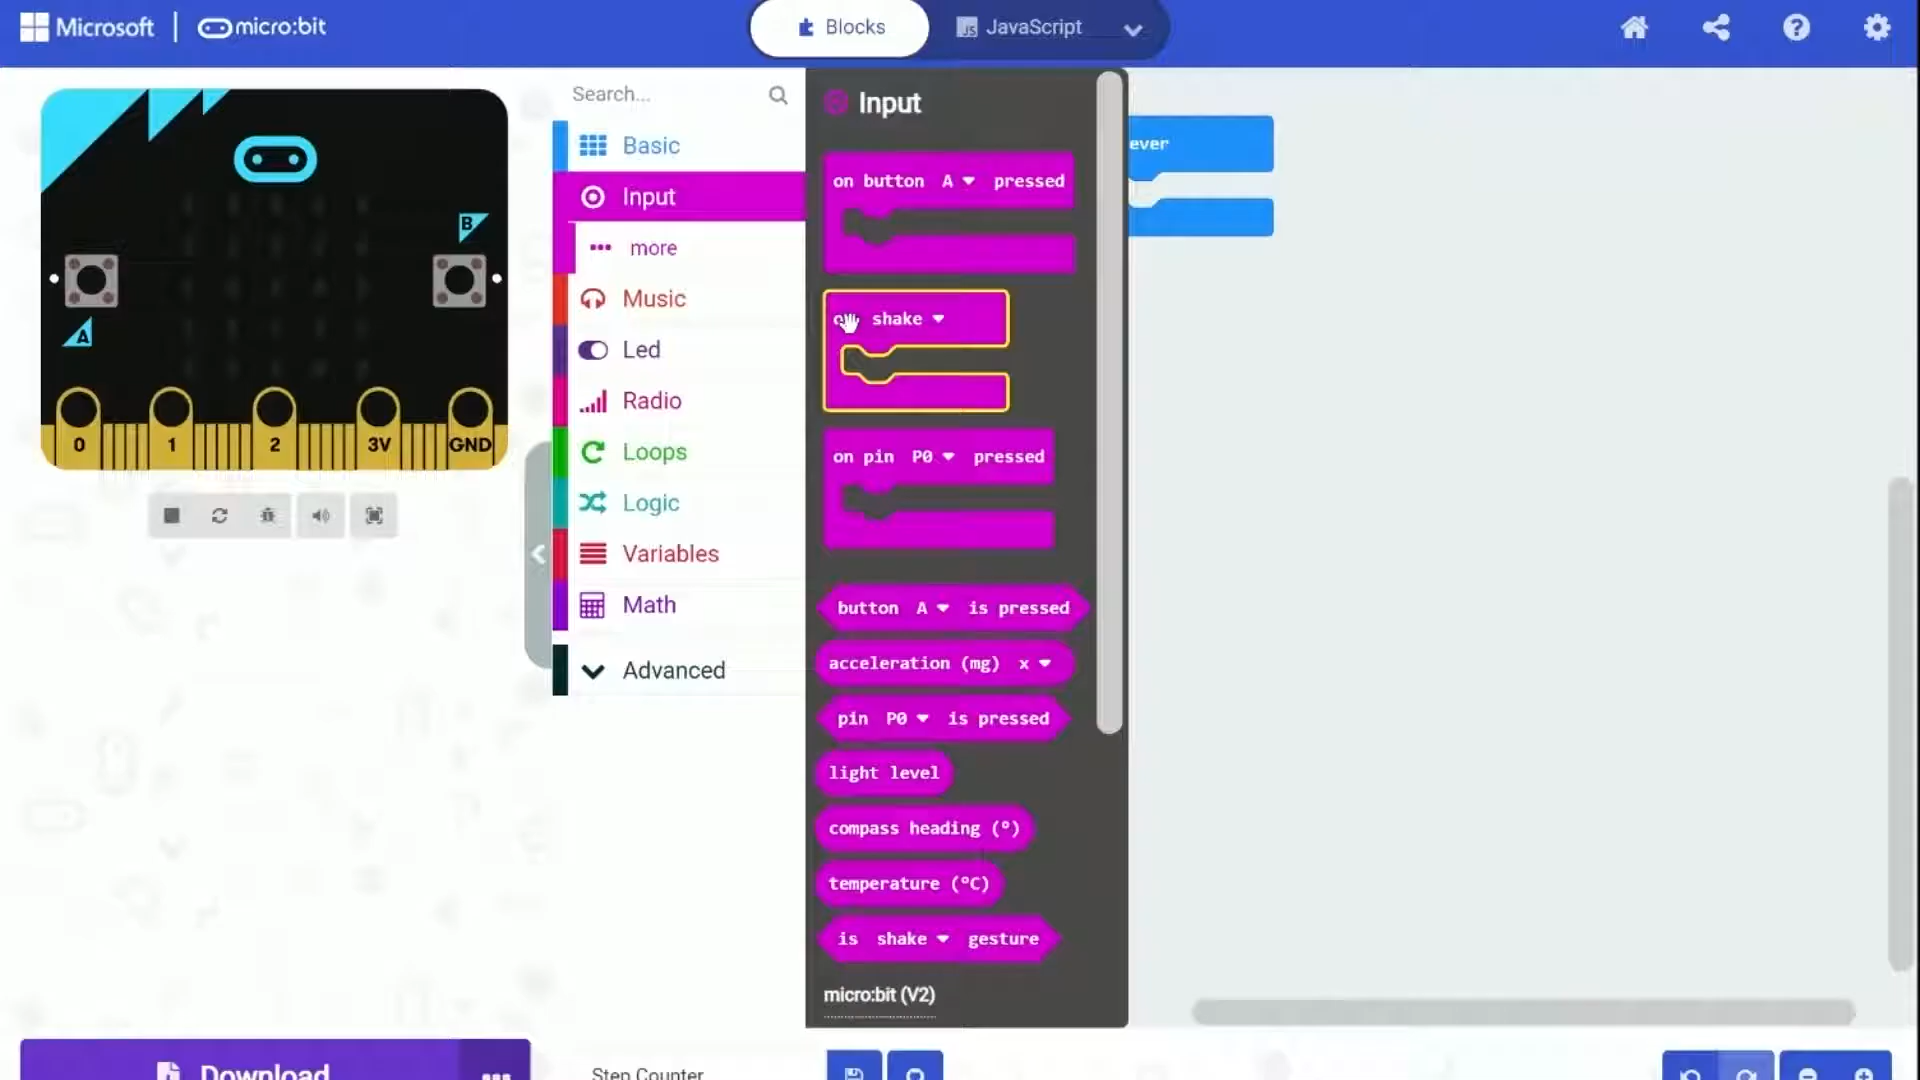 Microsoft
micro:bit
Blocks
JavaScript
Search...
Basic
Input
more
Music
Led
Radio
Loops
Logic
Variables
Math
Advanced
Input
on button A pressed
on shake
on pin P0 pressed
button A is pressed
acceleration (mg) x
pin P0 is pressed
light level
compass heading (°)
temperature (°C)
is shake gesture
micro:bit (V2)
ever
B
A
0 1 2 3V GND
Download
Step Counter